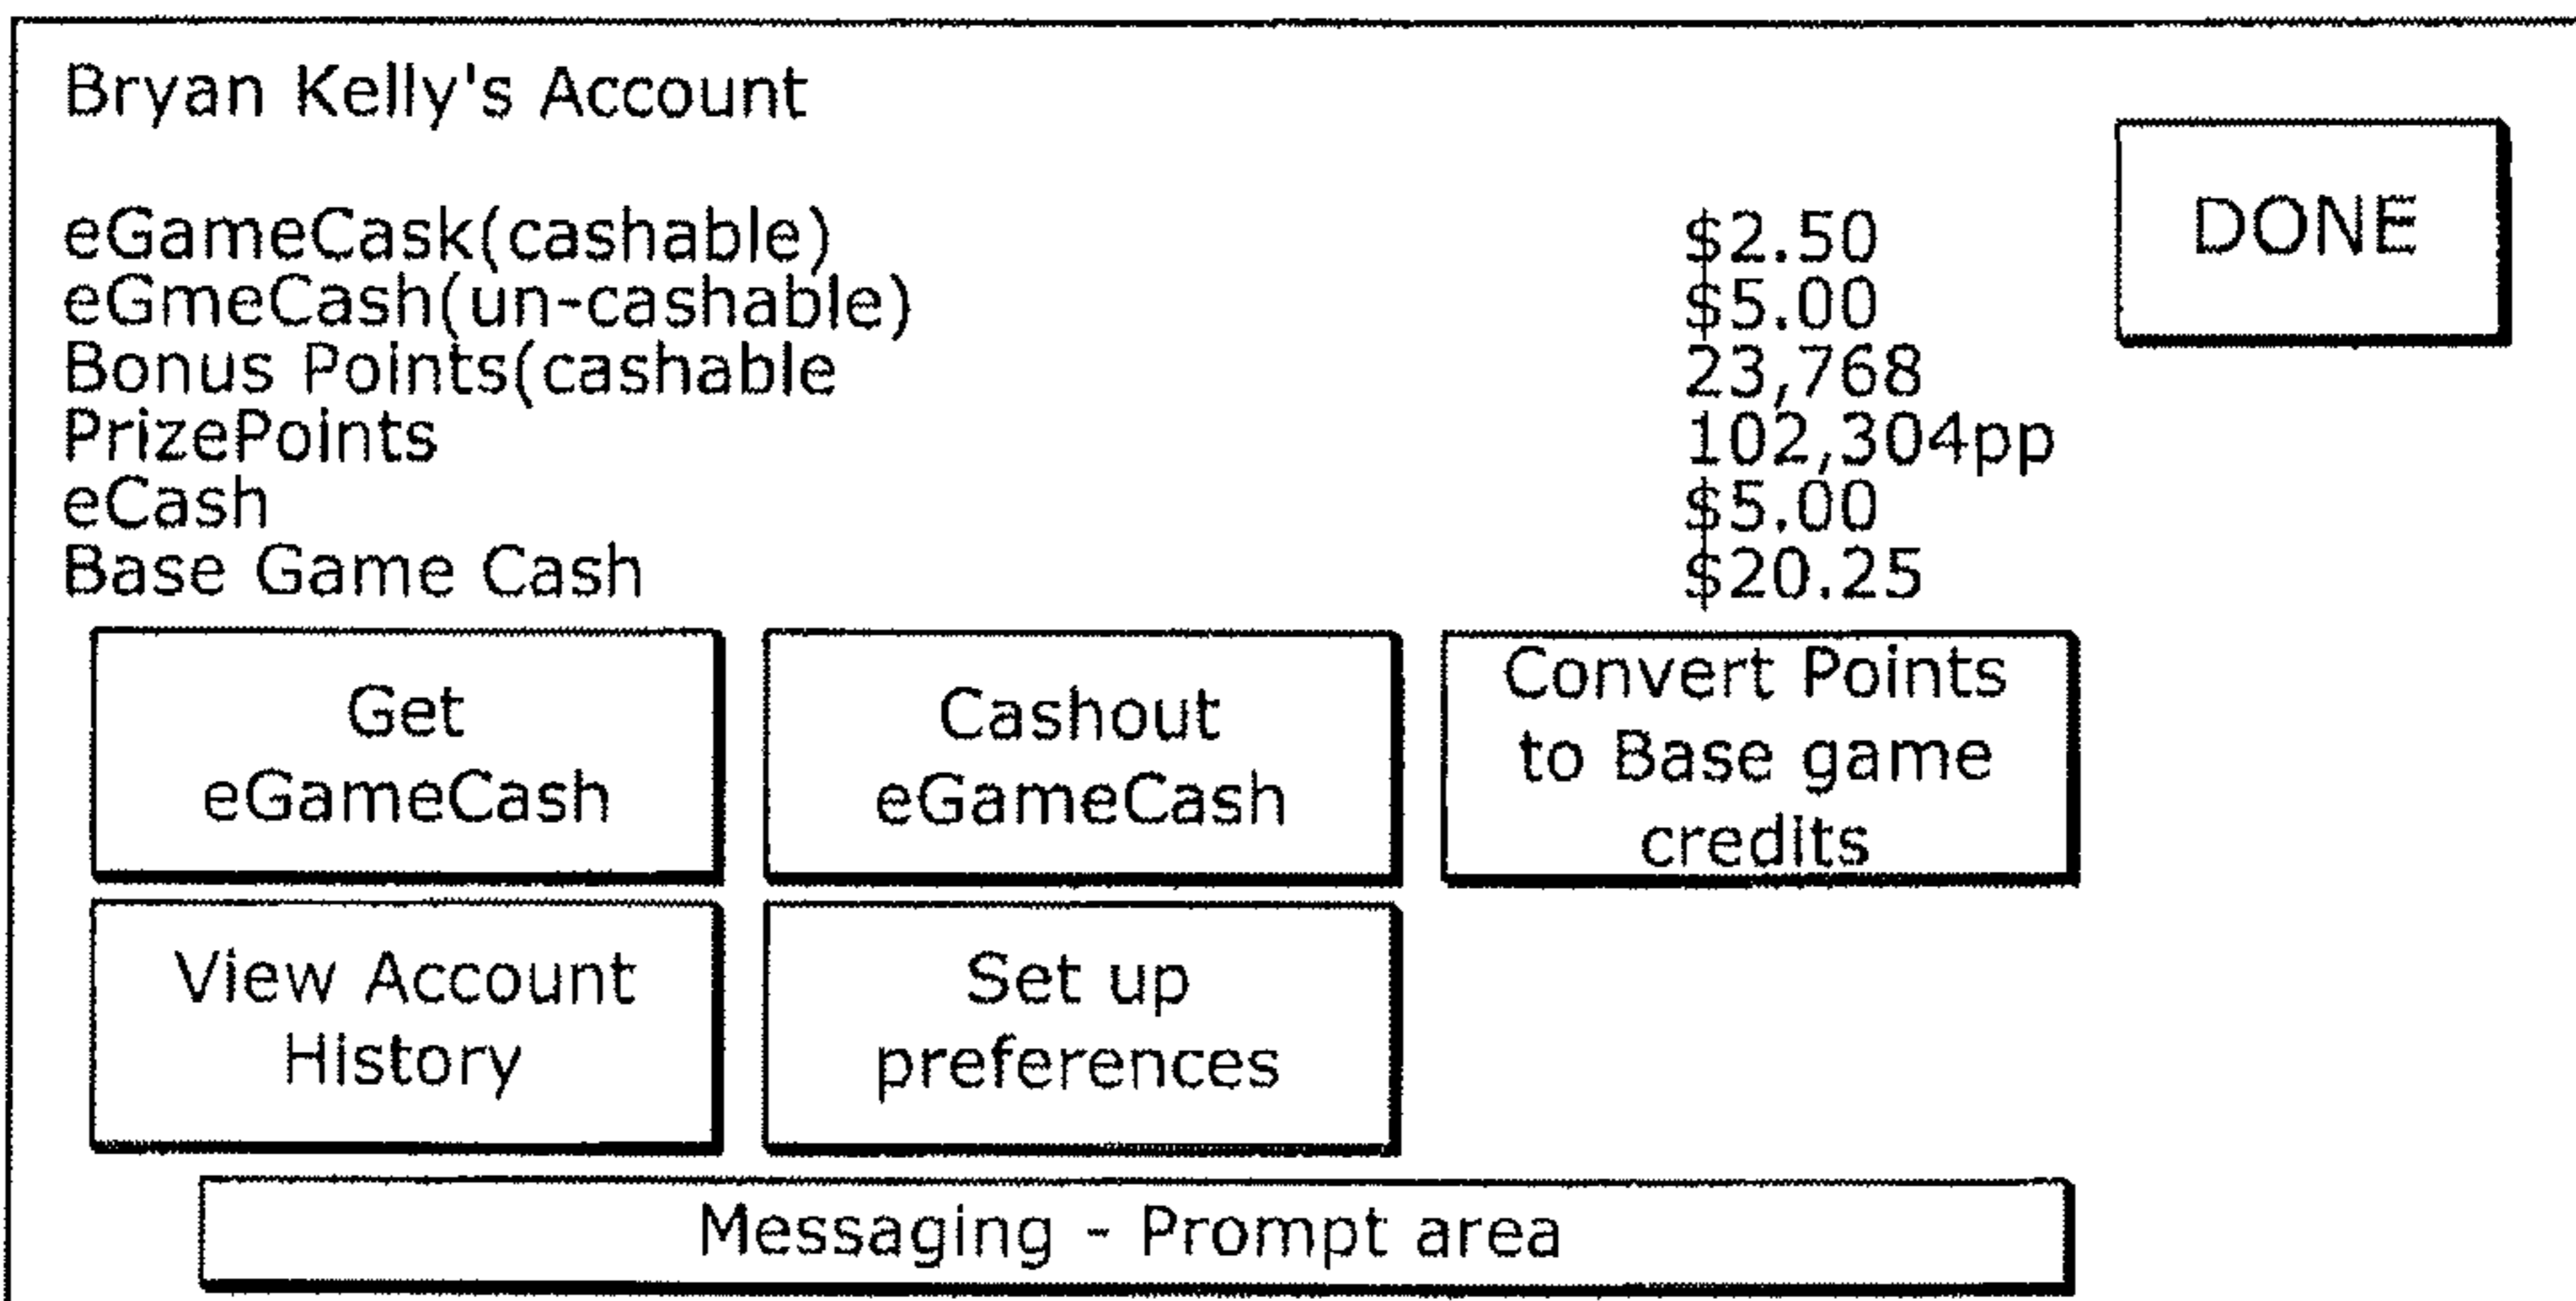 Bryan Kelly's Account
DONE
eGameCask(cashable) $2.50
eGmeCash(un-cashable) $5.00
Bonus Points(cashable 23,768
PrizePoints 102,304pp
eCash $5.00
Base Game Cash $20.25
Get
eGameCash
Cashout
eGameCash
Convert Points
to Base game
credits
View Account
History
Set up
preferences
Messaging - Prompt area